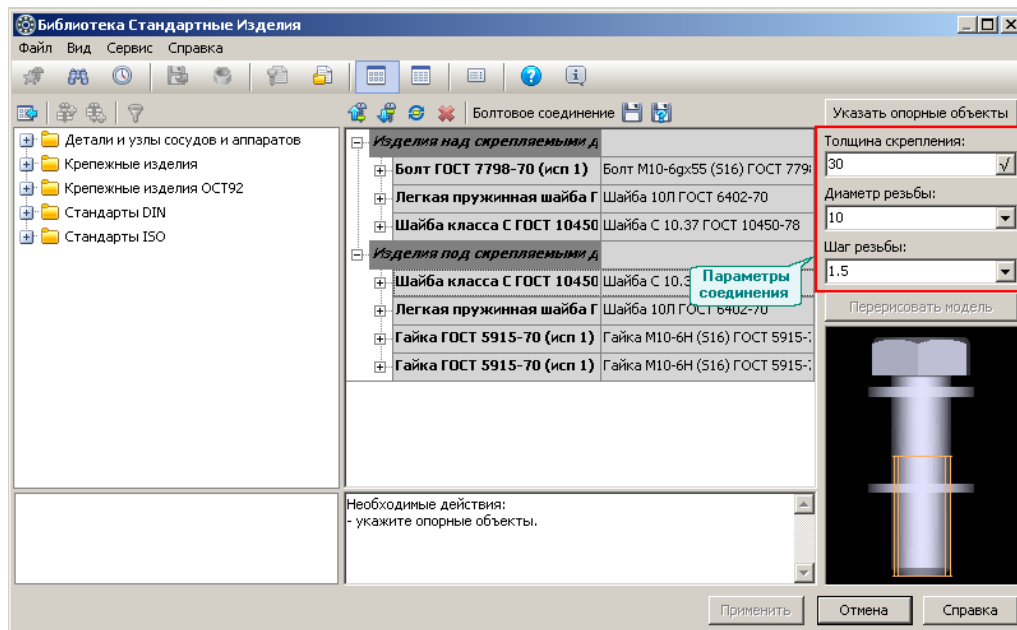 Библиотека Стандартные Изделия
Файл Вид Сервис Справка
Болтовое соединение
Указать опорные объекты
Детали и узлы сосудов и аппаратов
Крепежные изделия
Крепежные изделия ОСТ92
Стандарты DIN
Стандарты ISO
Изделия над скрепляемыми д
Болт ГОСТ 7798-70 (исп 1) Болт М10-6gx55 (S16) ГОСТ 779
Легкая пружинная шайба Г Шайба 10Л ГОСТ 6402-70
Шайба класса С ГОСТ 10450 Шайба С 10.37 ГОСТ 10450-78
Изделия под скрепляемыми д
Шайба класса С ГОСТ 10450 Шайба С 10.3
Легкая пружинная шайба Г Шайба 10Л ГОСТ 6402-70
Гайка ГОСТ 5915-70 (исп 1) Гайка М10-6Н (S16) ГОСТ 5915-
Гайка ГОСТ 5915-70 (исп 1) Гайка М10-6Н (S16) ГОСТ 5915-
Параметры
соединения
Толщина скрепления:
30
Диаметр резьбы:
10
Шаг резьбы:
1.5
Перерисовать модель
Необходимые действия:
- укажите опорные объекты.
Применить Отмена Справка